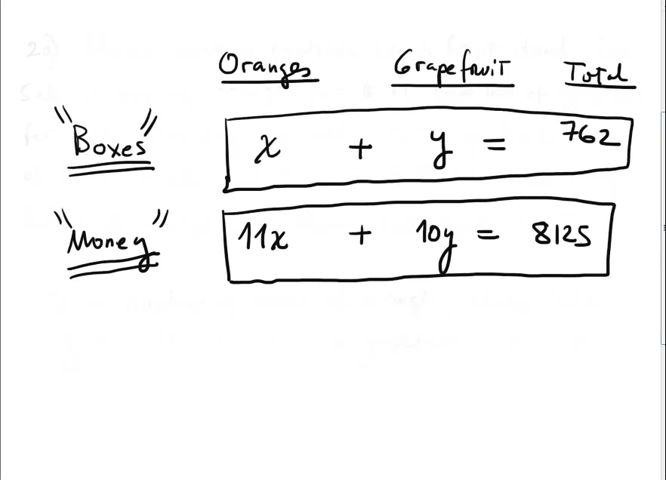 Oranges Grapefruit Total
"Boxes" x + y = 762
"Money" 11x + 10y = 8125